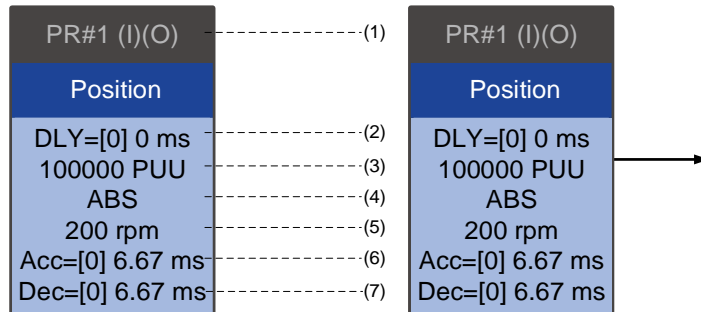 PR#1 (I)(O)
Position
DLY=[0] 0 ms
100000 PUU
ABS
200 rpm
Acc=[0] 6.67 ms
Dec=[0] 6.67 ms
(1)
(2)
(3)
(4)
(5)
(6)
(7)
PR#1 (I)(O)
Position
DLY=[0] 0 ms
100000 PUU
ABS
200 rpm
Acc=[0] 6.67 ms
Dec=[0] 6.67 ms